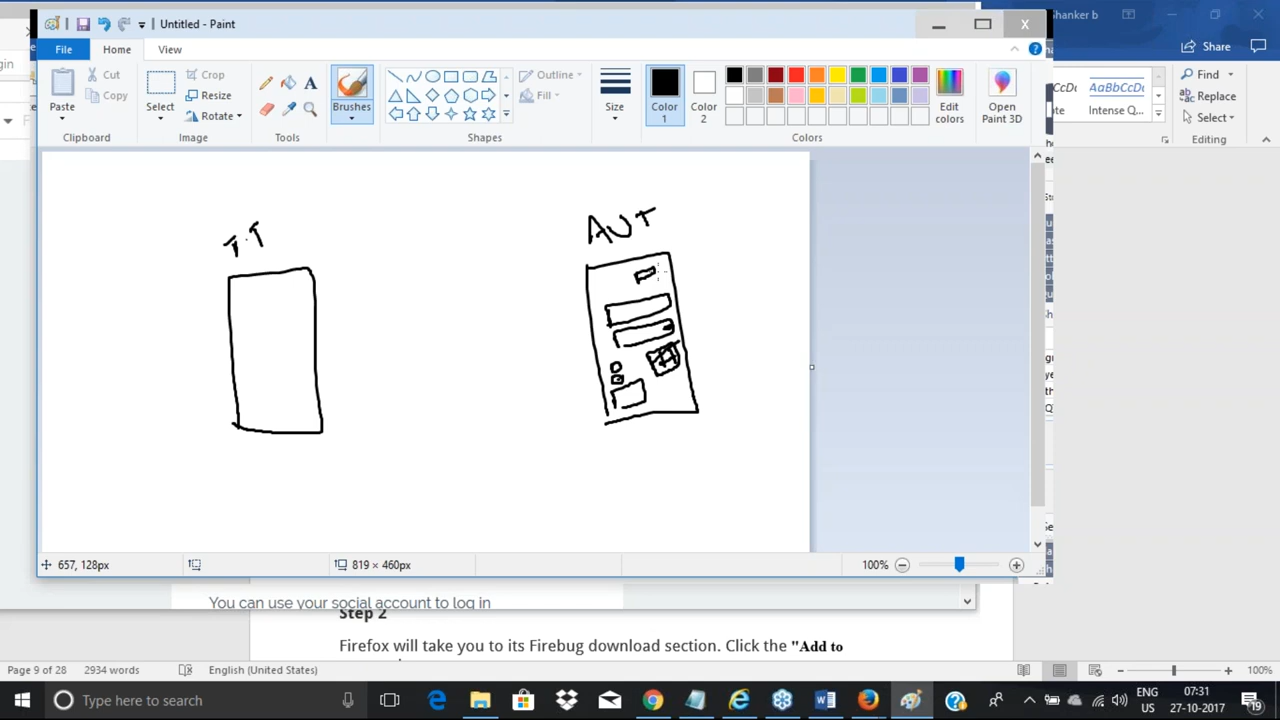 Shanker b
Untitled - Paint
File
Home
View
Share
Paste
Cut
Copy
Clipboard
Select
Crop
Resize
Rotate
Image
Tools
Brushes
Shapes
Outline
Fill
Size
Color
1
Color
2
Colors
Edit
colors
Open
Paint 3D
Intense Q...
AaBbCcDc
Find
Replace
Select
Editing
T.T
AUT
657, 128px
819 × 460px
100%
You can use your social account to log in
Step 2
Firefox will take you to its Firebug download section. Click the "Add to
Page 9 of 28
2934 words
English (United States)
100%
Type here to search
ENG
US
07:31
27-10-2017
19